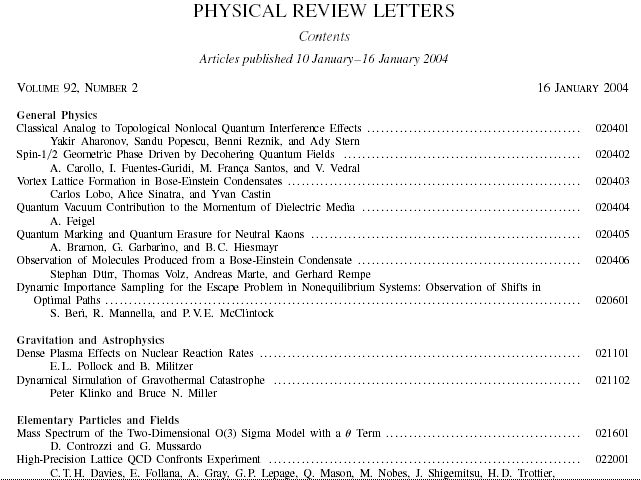 PHYSICAL REVIEW LETTERS
Contents
Articles published 10 January–16 January 2004
VOLUME 92, NUMBER 2 16 JANUARY 2004
General Physics
Classical Analog to Topological Nonlocal Quantum Interference Effects ........................................ 020401
Yakir Aharonov, Sandu Popescu, Benni Reznik, and Ady Stern
Spin-1/2 Geometric Phase Driven by Decohering Quantum Fields ........................................ 020402
A. Carollo, I. Fuentes-Guridi, M. França Santos, and V. Vedral
Vortex Lattice Formation in Bose-Einstein Condensates ........................................ 020403
Carlos Lobo, Alice Sinatra, and Yvan Castin
Quantum Vacuum Contribution to the Momentum of Dielectric Media ........................................ 020404
A. Feigel
Quantum Marking and Quantum Erasure for Neutral Kaons ........................................ 020405
A. Bramon, G. Garbarino, and B. C. Hiesmayr
Observation of Molecules Produced from a Bose-Einstein Condensate ........................................ 020406
Stephan Dürr, Thomas Volz, Andreas Marte, and Gerhard Rempe
Dynamic Importance Sampling for the Escape Problem in Nonequilibrium Systems: Observation of Shifts in
Optimal Paths ........................................ 020601
S. Beri, R. Mannella, and P. V. E. McClintock
Gravitation and Astrophysics
Dense Plasma Effects on Nuclear Reaction Rates ........................................ 021101
E. L. Pollock and B. Militzer
Dynamical Simulation of Gravothermal Catastrophe ........................................ 021102
Peter Klinko and Bruce N. Miller
Elementary Particles and Fields
Mass Spectrum of the Two-Dimensional O(3) Sigma Model with a θ Term ........................................ 021601
D. Controzzi and G. Mussardo
High-Precision Lattice QCD Confronts Experiment ........................................ 022001
C. T. H. Davies, E. Follana, A. Gray, G. P. Lepage, Q. Mason, M. Nobes, J. Shigemitsu, H. D. Trottier,